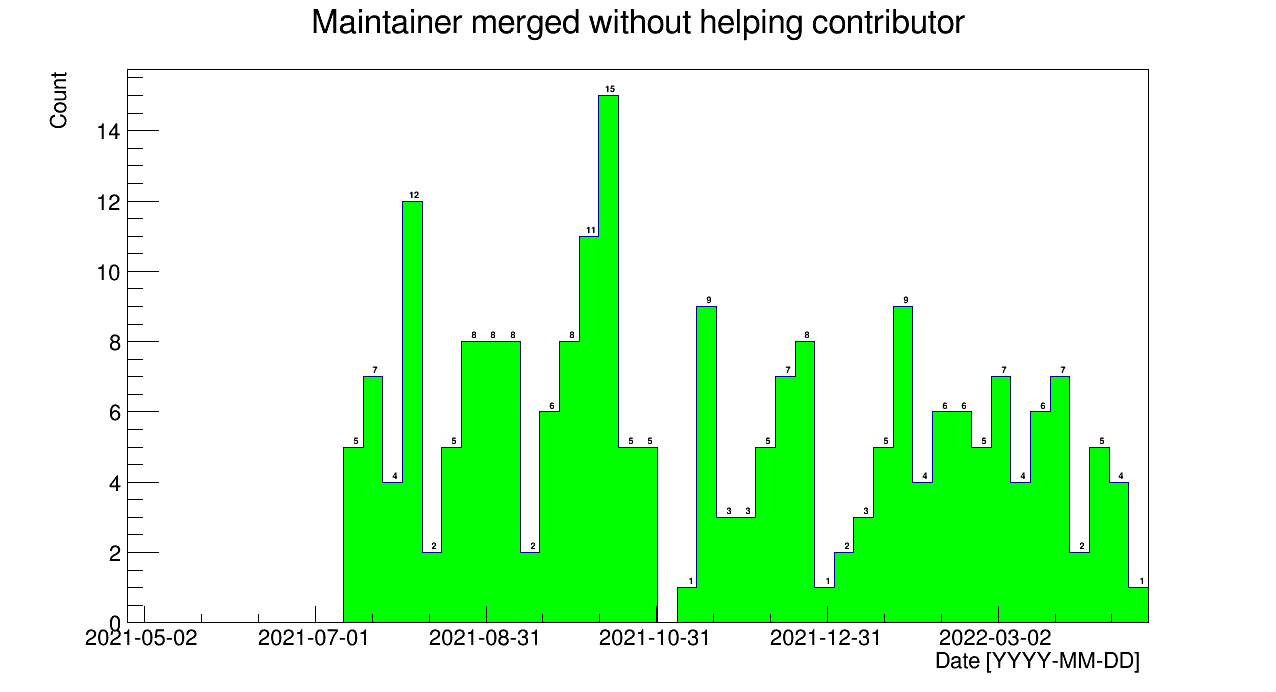 Maintainer merged without helping contributor
Count
14
12
10
8
6
4
2
0
5 7 4 12 2 5 8 8 8 2 6 8 11 15 5 5 1 9 3 3 5 7 8 1 2 3 5 9 4 6 6 5 7 4 6 7 2 5 4 1
2021-05-02 2021-07-01 2021-08-31 2021-10-31 2021-12-31 2022-03-02
Date [YYYY-MM-DD]